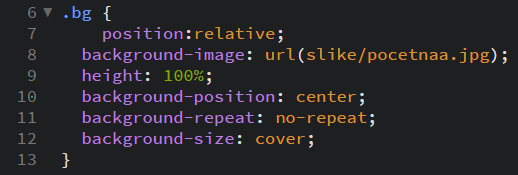 6 ▼ .bg {
7 position:relative;
8 background-image: url(slike/pocetnaa.jpg);
9 height: 100%;
10 background-position: center;
11 background-repeat: no-repeat;
12 background-size: cover;
13 }